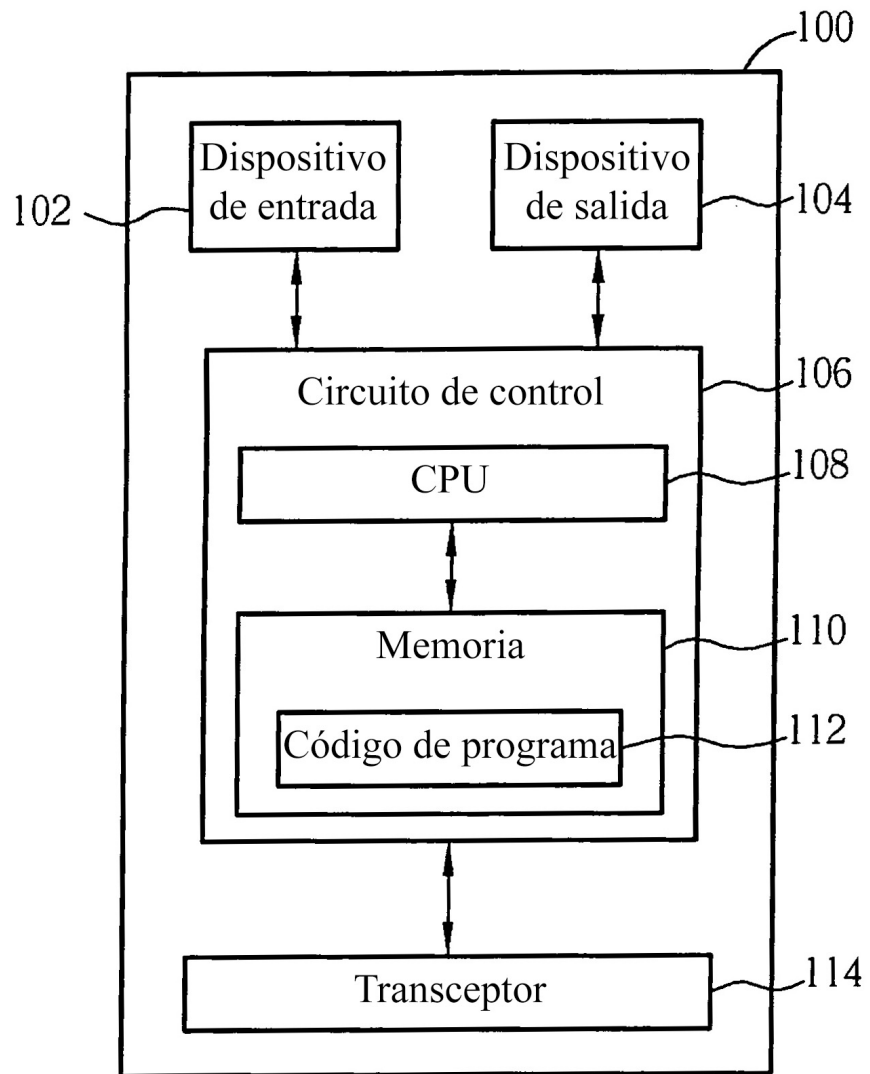 100
Dispositivo
de entrada
102
Dispositivo
de salida
104
Circuito de control
106
CPU
108
Memoria
110
Código de programa
112
Transceptor
114